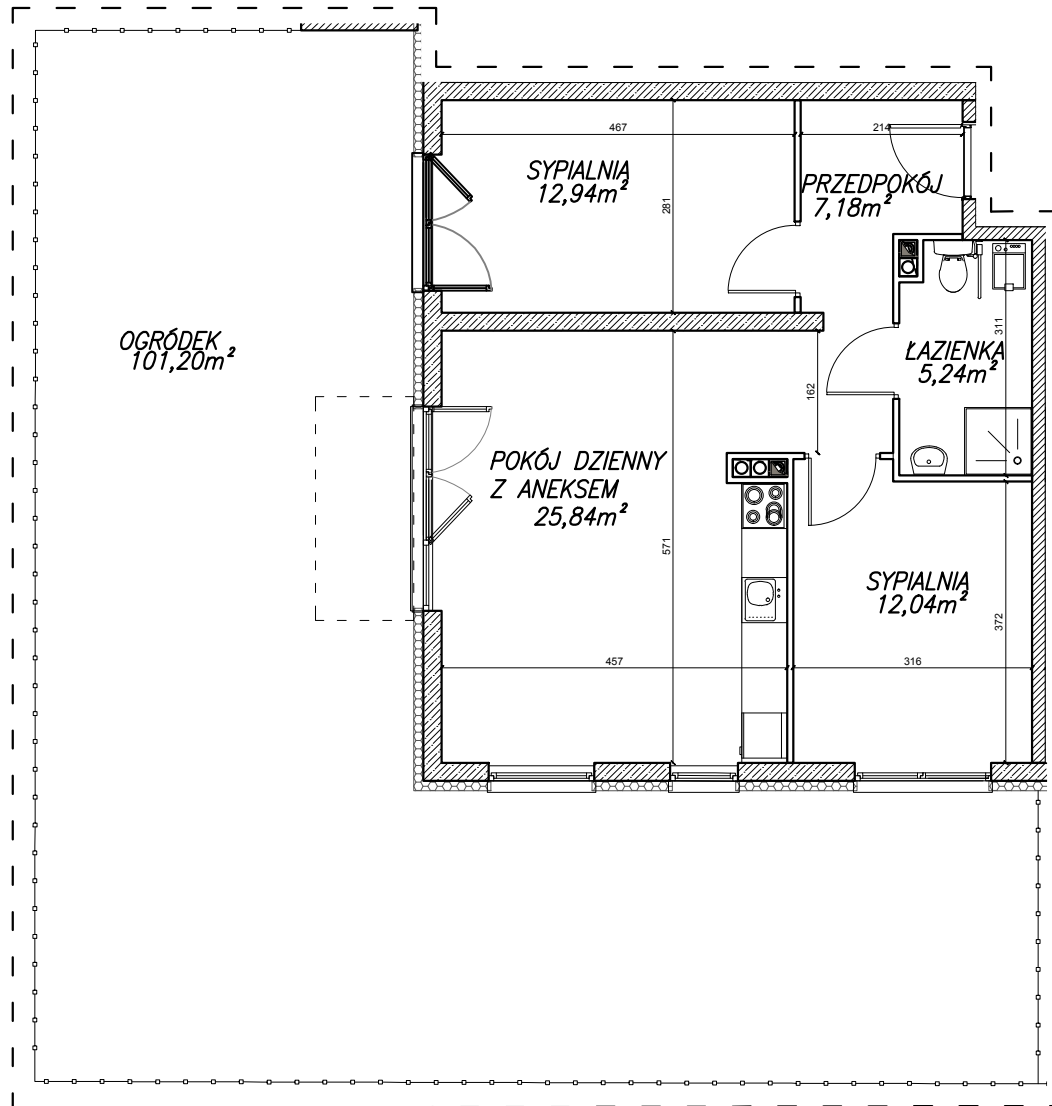 467
214
SYPIALNIA
12,94m²
PRZEDPOKÓJ
7,18m²
281
OGRÓDEK
101,20m²
311
ŁAZIENKA
5,24m²
162
POKÓJ DZIENNY
Z ANEKSEM
25,84m²
571
SYPIALNIA
12,04m²
372
457
316